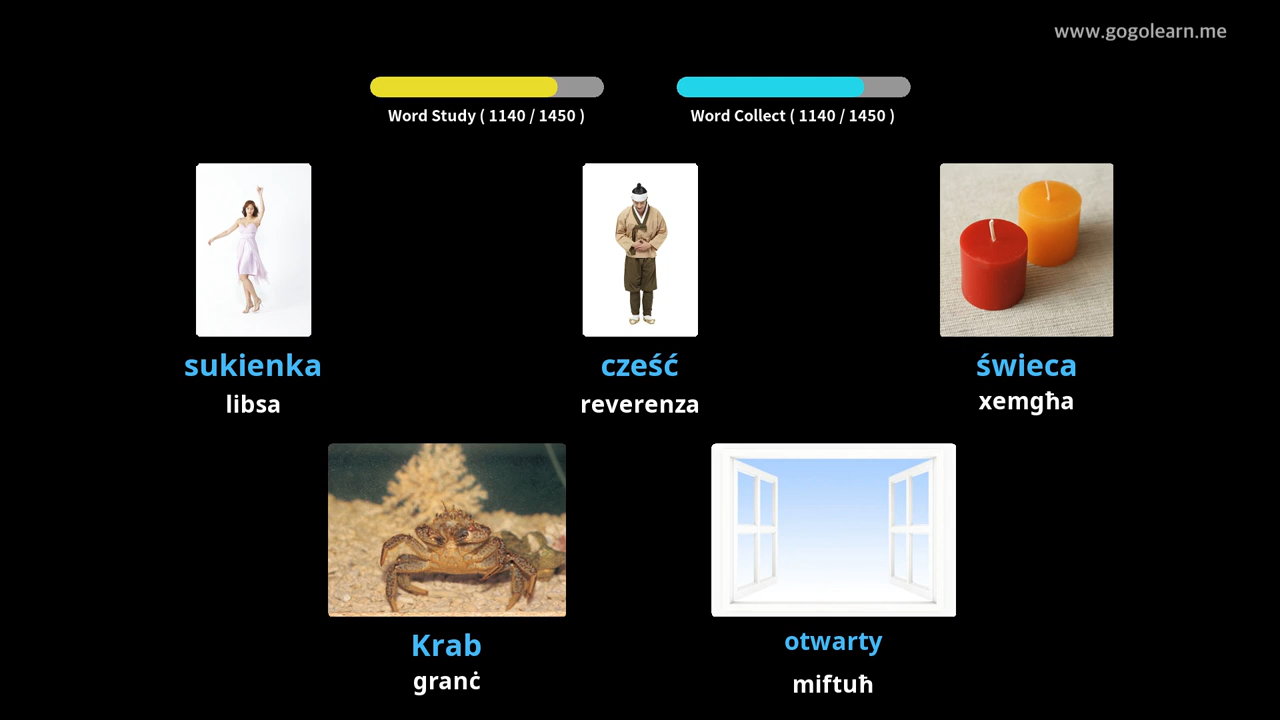 www.gogolearn.me
Word Study ( 1140 / 1450 )
Word Collect ( 1140 / 1450 )
sukienka
libsa
cześć
reverenza
świeca
xemgħa
Krab
granċ
otwarty
miftuħ